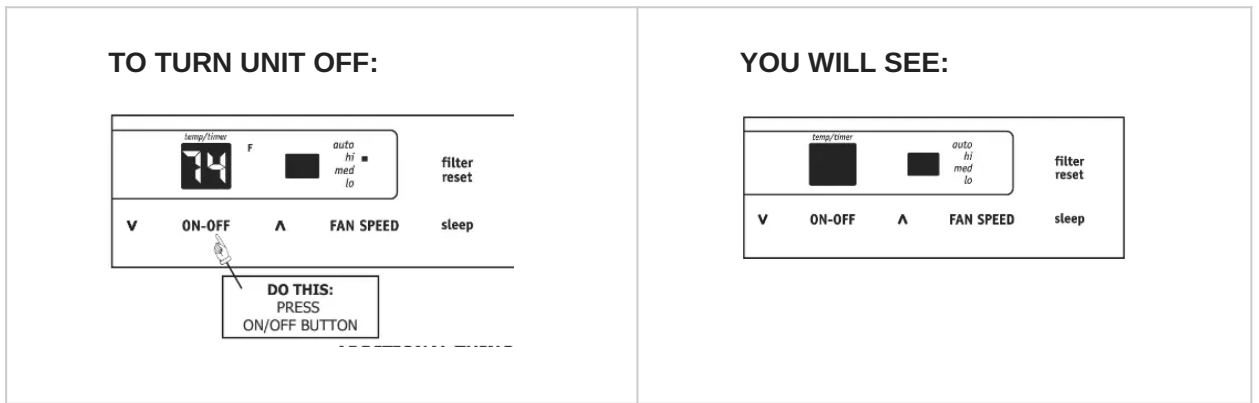 TO TURN UNIT OFF:
temp/timer
74 F
auto
hi
med
lo
filter
reset
V ON-OFF Λ FAN SPEED sleep
DO THIS:
PRESS
ON/OFF BUTTON
YOU WILL SEE:
temp/timer
auto
hi
med
lo
filter
reset
V ON-OFF Λ FAN SPEED sleep